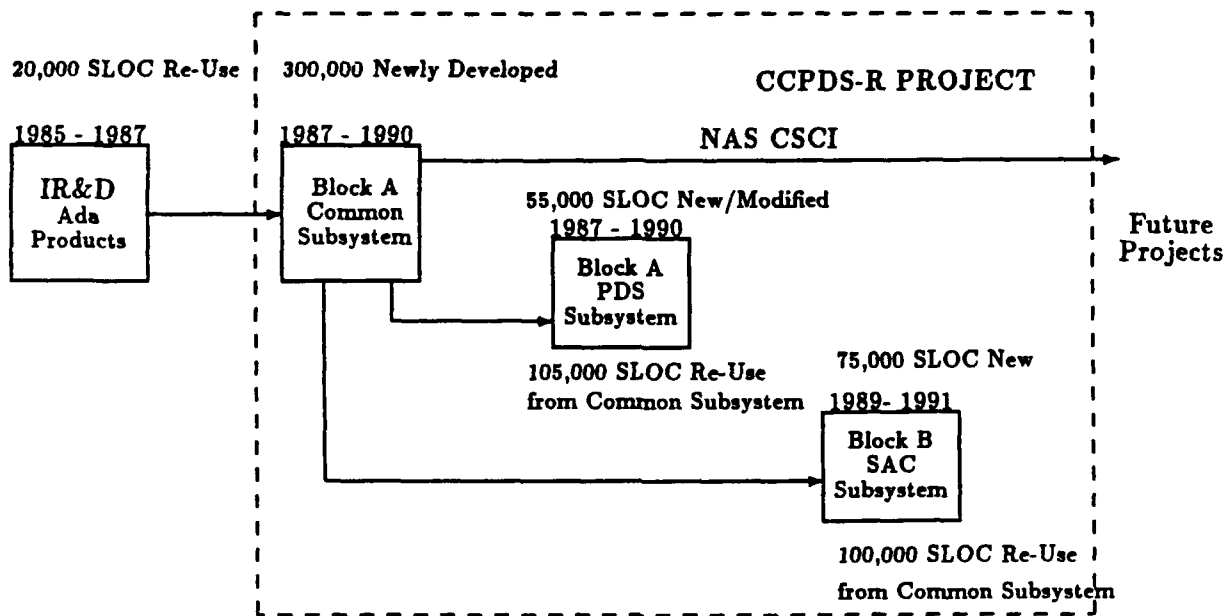 20,000 SLOC Re-Use
300,000 Newly Developed
CCPDS-R PROJECT
1985 - 1987
1987 - 1990
NAS CSCI
IR&D
Ada
Products
Block A
Common
Subsystem
55,000 SLOC New/Modified
1987 - 1990
Block A
PDS
Subsystem
Future
Projects
105,000 SLOC Re-Use
from Common Subsystem
75,000 SLOC New
1989- 1991
Block B
SAC
Subsystem
100,000 SLOC Re-Use
from Common Subsystem